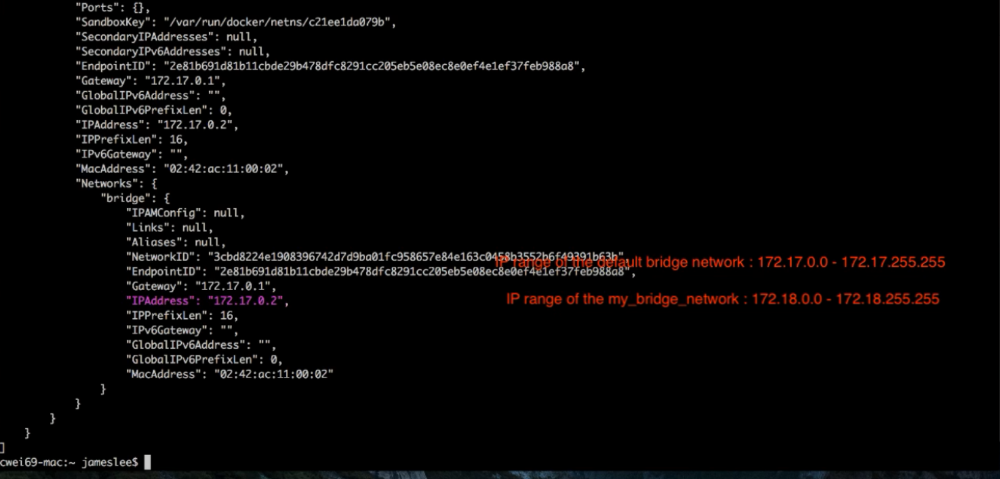 "Ports": {},
"SandboxKey": "/var/run/docker/netns/c21ee1da079b",
"SecondaryIPAddresses": null,
"SecondaryIPv6Addresses": null,
"EndpointID": "2e81b691d81b11cbde29b478dfc8291cc205eb5e08ec8e0ef4e1ef37feb988a8",
"Gateway": "172.17.0.1",
"GlobalIPv6Address": "",
"GlobalIPv6PrefixLen": 0,
"IPAddress": "172.17.0.2",
"IPPrefixLen": 16,
"IPv6Gateway": "",
"MacAddress": "02:42:ac:11:00:02",
"Networks": {
"bridge": {
"IPAMConfig": null,
"Links": null,
"Aliases": null,
"NetworkID": "3cbd8224e1908396742d7d9ba01fc958657e84e163c0458b3552b6f49391b63b",
IP range of the default bridge network : 172.17.0.0 - 172.17.255.255
"EndpointID": "2e81b691d81b11cbde29b478dfc8291cc205eb5e08ec8e0ef4e1ef37feb988a8",
"Gateway": "172.17.0.1",
"IPAddress": "172.17.0.2",
IP range of the my_bridge_network : 172.18.0.0 - 172.18.255.255
"IPPrefixLen": 16,
"IPv6Gateway": "",
"GlobalIPv6Address": "",
"GlobalIPv6PrefixLen": 0,
"MacAddress": "02:42:ac:11:00:02"
}
}
}
}
]
cwei69-mac:~ jameslee$